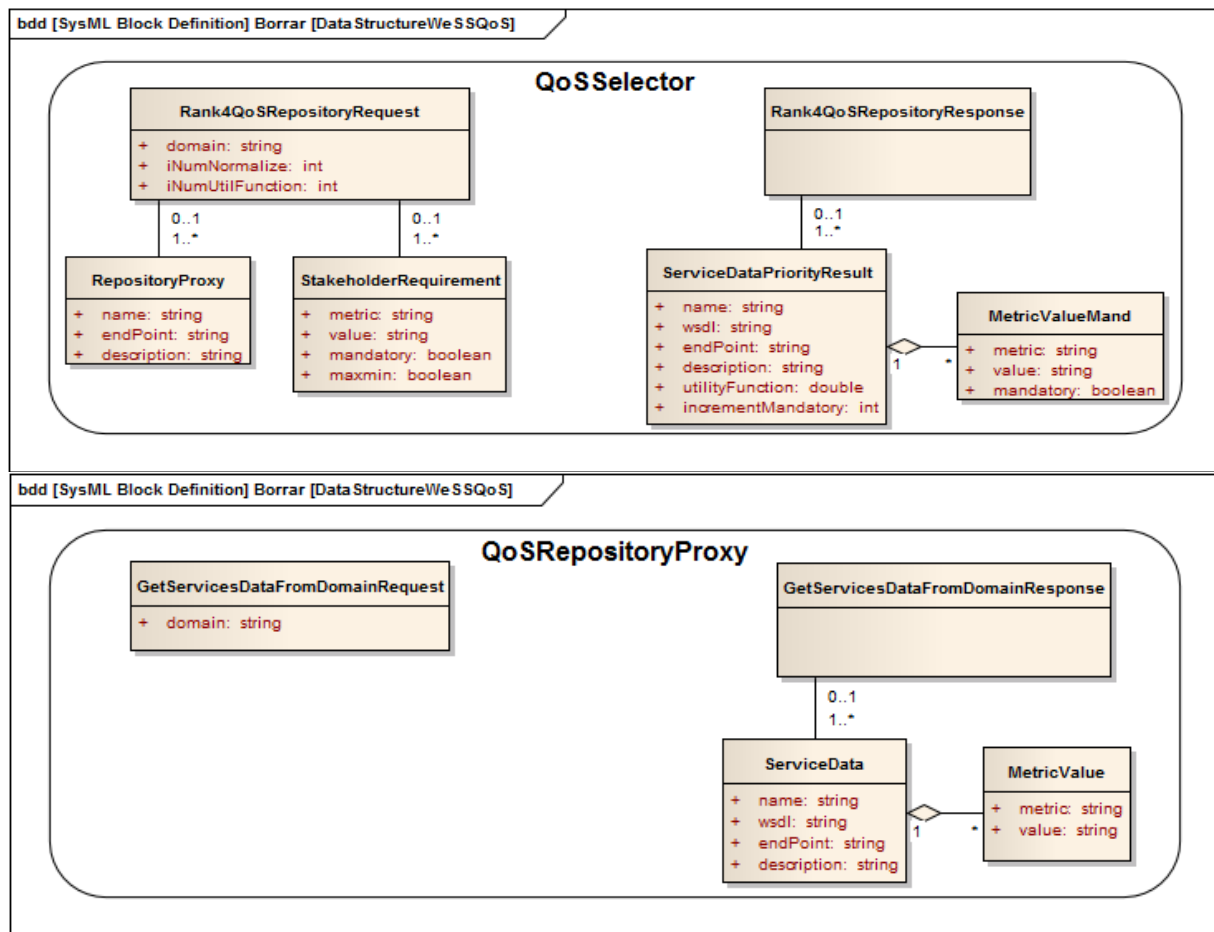 bdd [SysML Block Definition] Borrar [DataStructureWeSSQoS]
QoSSelector
Rank4QoSRepositoryRequest
+ domain: string
+ iNumNormalize: int
+ iNumUtilFunction: int
0..1
1..*
0..1
1..*
RepositoryProxy
+ name: string
+ endPoint: string
+ description: string
StakeholderRequirement
+ metric: string
+ value: string
+ mandatory: boolean
+ maxmin: boolean
Rank4QoSRepositoryResponse
0..1
1..*
ServiceDataPriorityResult
+ name: string
+ wsdl: string
+ endPoint: string
+ description: string
+ utilityFunction: double
+ incrementMandatory: int
1
*
MetricValueMand
+ metric: string
+ value: string
+ mandatory: boolean
bdd [SysML Block Definition] Borrar [DataStructureWeSSQoS]
QoSRepositoryProxy
GetServicesDataFromDomainRequest
+ domain: string
GetServicesDataFromDomainResponse
0..1
1..*
ServiceData
+ name: string
+ wsdl: string
+ endPoint: string
+ description: string
1
*
MetricValue
+ metric: string
+ value: string